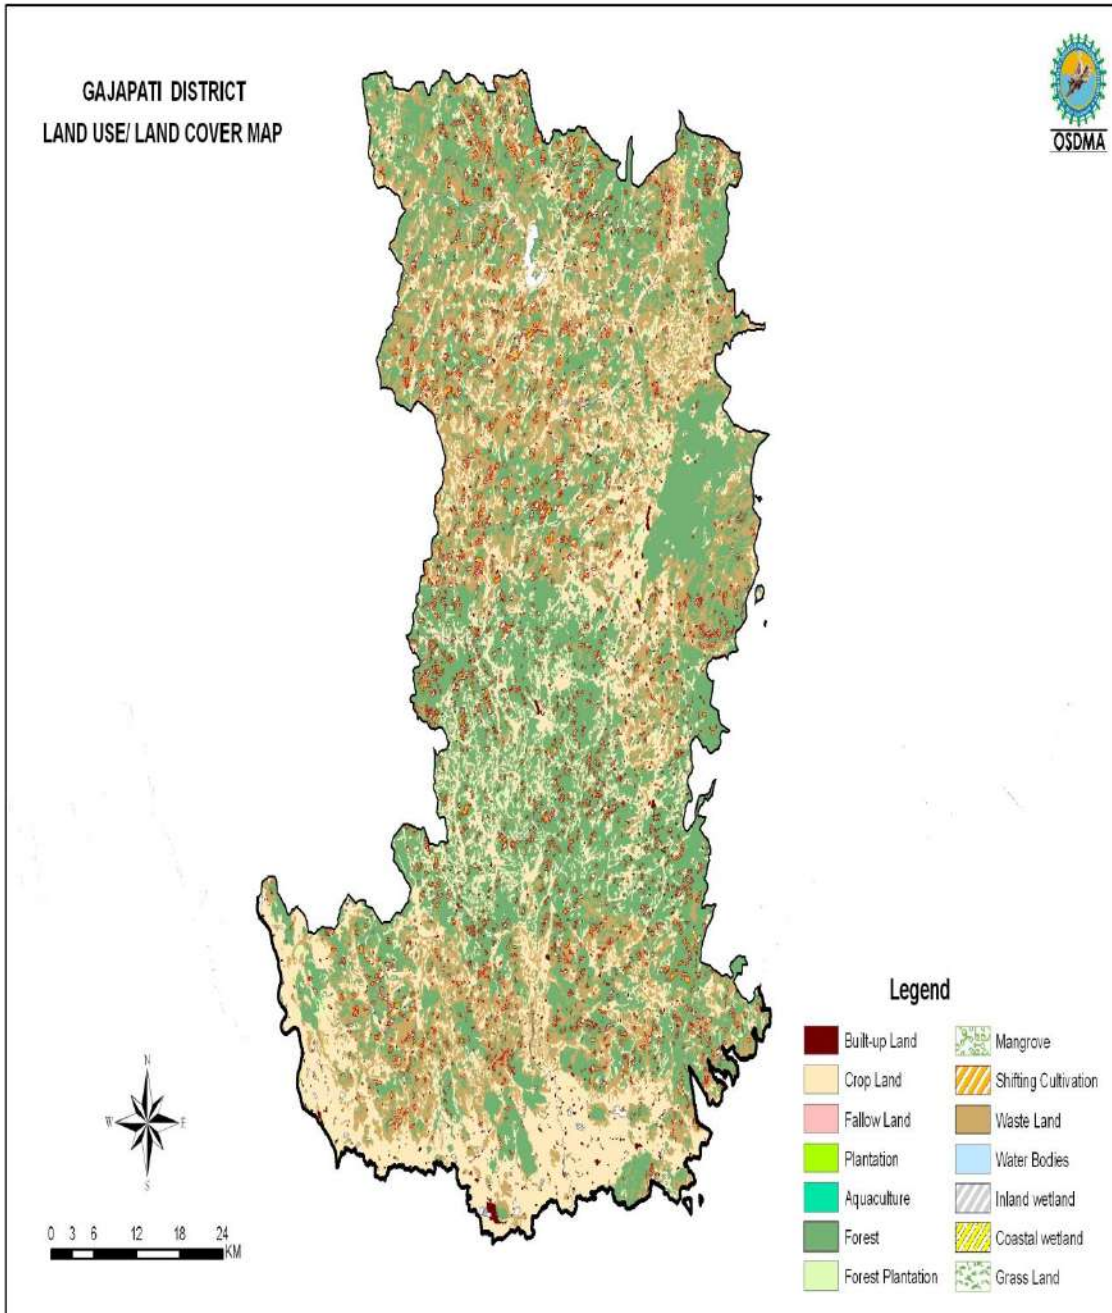 GAJAPATI DISTRICT
LAND USE/ LAND COVER MAP
OSDMA
N
W E
S
0 3 6 12 18 24
KM
Legend
Built-up Land
Crop Land
Fallow Land
Plantation
Aquaculture
Forest
Forest Plantation
Mangrove
Shifting Cultivation
Waste Land
Water Bodies
Inland wetland
Coastal wetland
Grass Land